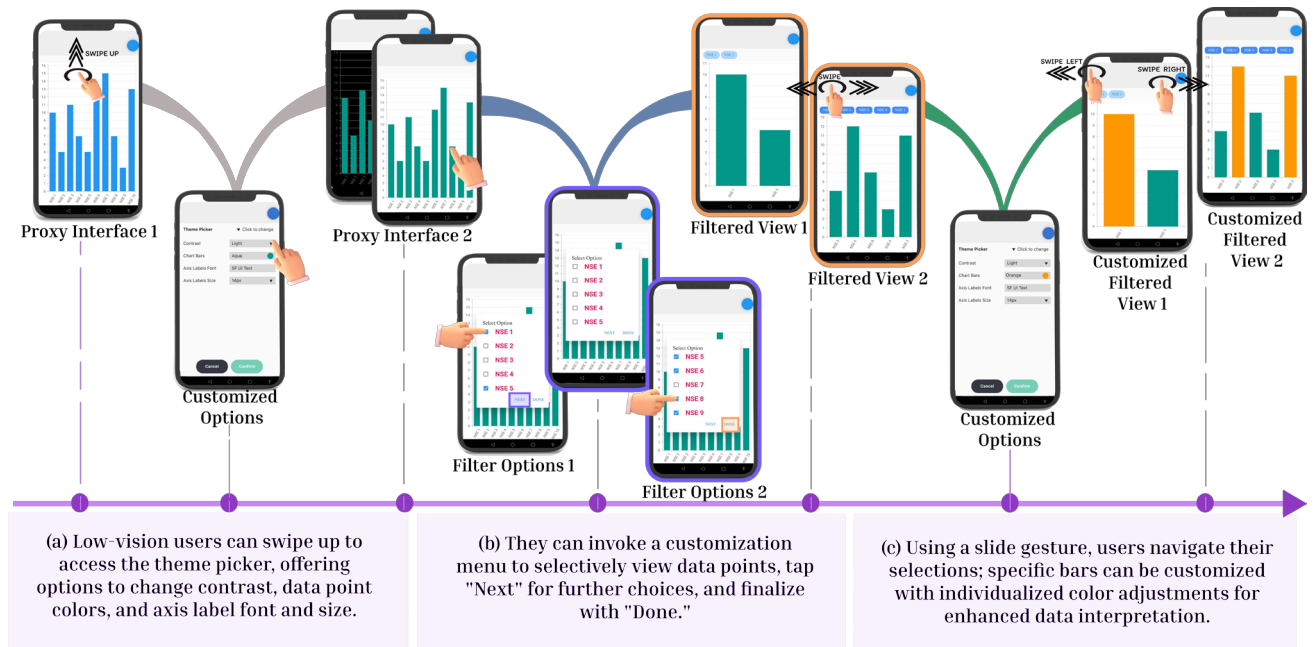 SWIPE UP
Proxy Interface 1
Theme Picker
▼ Click to change
Contrast
Light
Chart Bars
Aqua
Axis Labels Font
SF UI Text
Axis Labels Size
14px
Cancel
Confirm
Customized
Options
Proxy Interface 2
Select Option
NSE 1
NSE 2
NSE 3
NSE 4
NSE 5
NEXT
DONE
Filter Options 1
Select Option
NSE 1
NSE 2
NSE 3
NSE 4
NSE 5
NEXT
DONE
Select Option
NSE 5
NSE 6
NSE 7
NSE 8
NSE 9
NEXT
DONE
Filter Options 2
Filtered View 1
SWIPE
Filtered View 2
Theme Picker
▼ Click to change
Contrast
Light
Chart Bars
Orange
Axis Labels Font
SF UI Text
Axis Labels Size
14px
Cancel
Confirm
Customized
Options
SWIPE LEFT
SWIPE RIGHT
Customized
Filtered
View 1
Customized
Filtered
View 2
(a) Low-vision users can swipe up to
access the theme picker, offering
options to change contrast, data point
colors, and axis label font and size.
(b) They can invoke a customization
menu to selectively view data points, tap
"Next" for further choices, and finalize
with "Done."
(c) Using a slide gesture, users navigate their
selections; specific bars can be customized
with individualized color adjustments for
enhanced data interpretation.